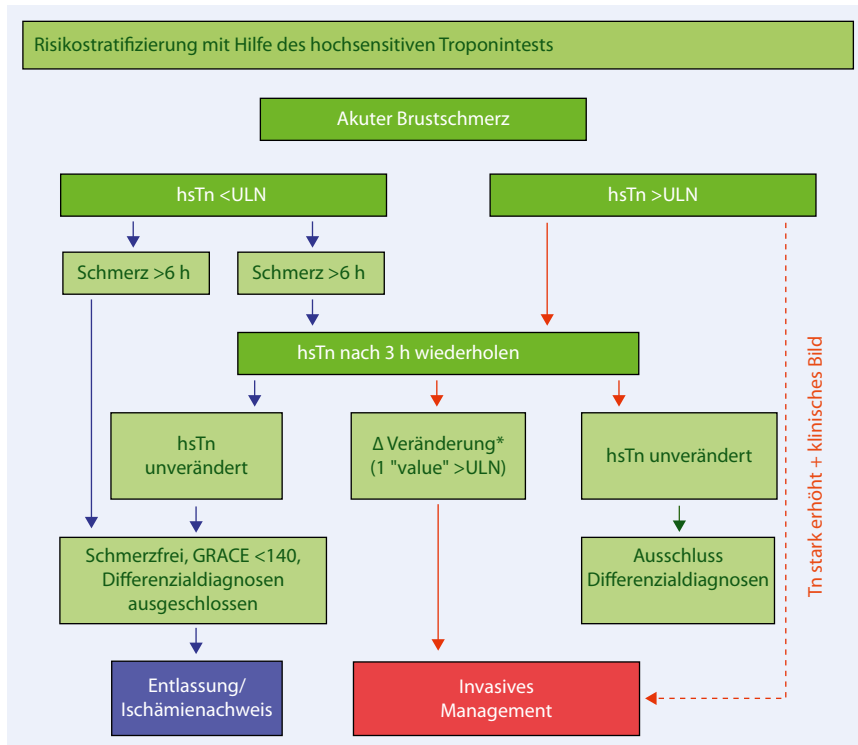 Risikostratifizierung mit Hilfe des hochsensitiven Troponintests
Akuter Brustschmerz
hsTn <ULN
hsTn >ULN
Schmerz >6 h
Schmerz >6 h
hsTn nach 3 h wiederholen
hsTn
unverändert
Δ Veränderung*
(1 "value" >ULN)
hsTn unverändert
Schmerzfrei, GRACE <140,
Differenzialdiagnosen
ausgeschlossen
Ausschluss
Differenzialdiagnosen
Tn stark erhöht + klinisches Bild
Entlassung/
Ischämienachweis
Invasives
Management